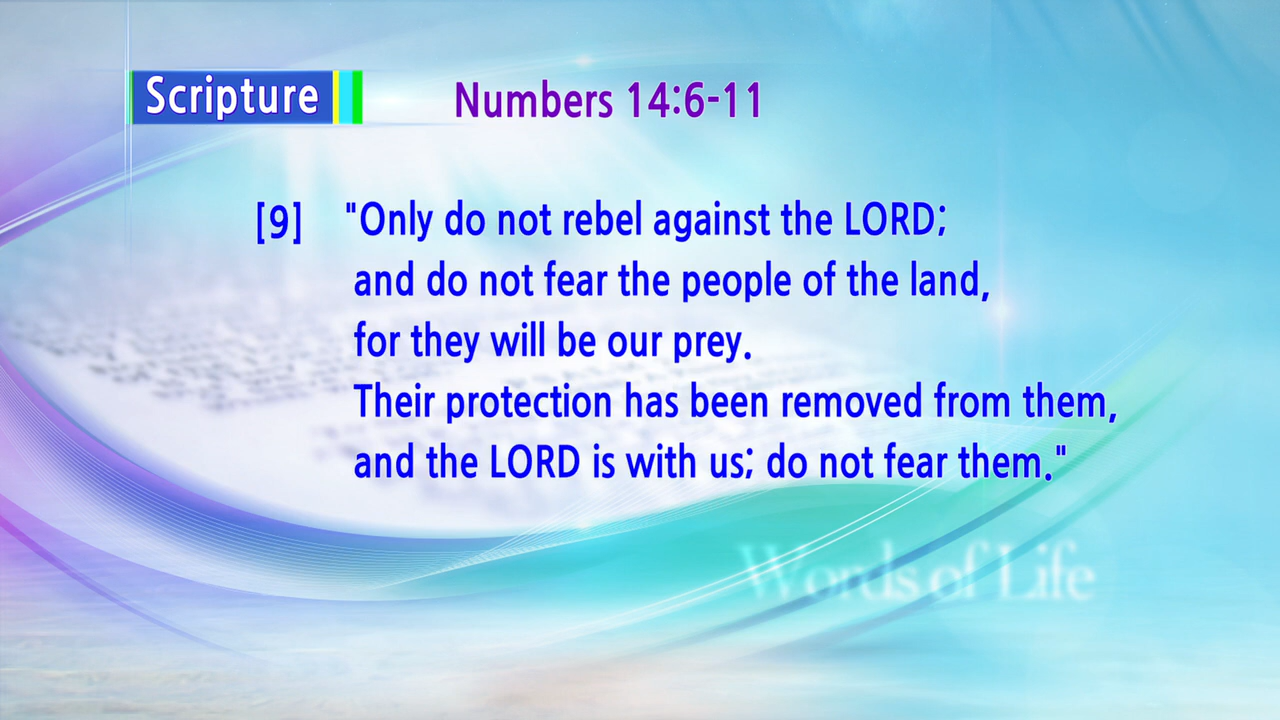 Scripture
Numbers 14:6-11
[9] "Only do not rebel against the LORD;
and do not fear the people of the land,
for they will be our prey.
Their protection has been removed from them,
and the LORD is with us; do not fear them."
Words of Life